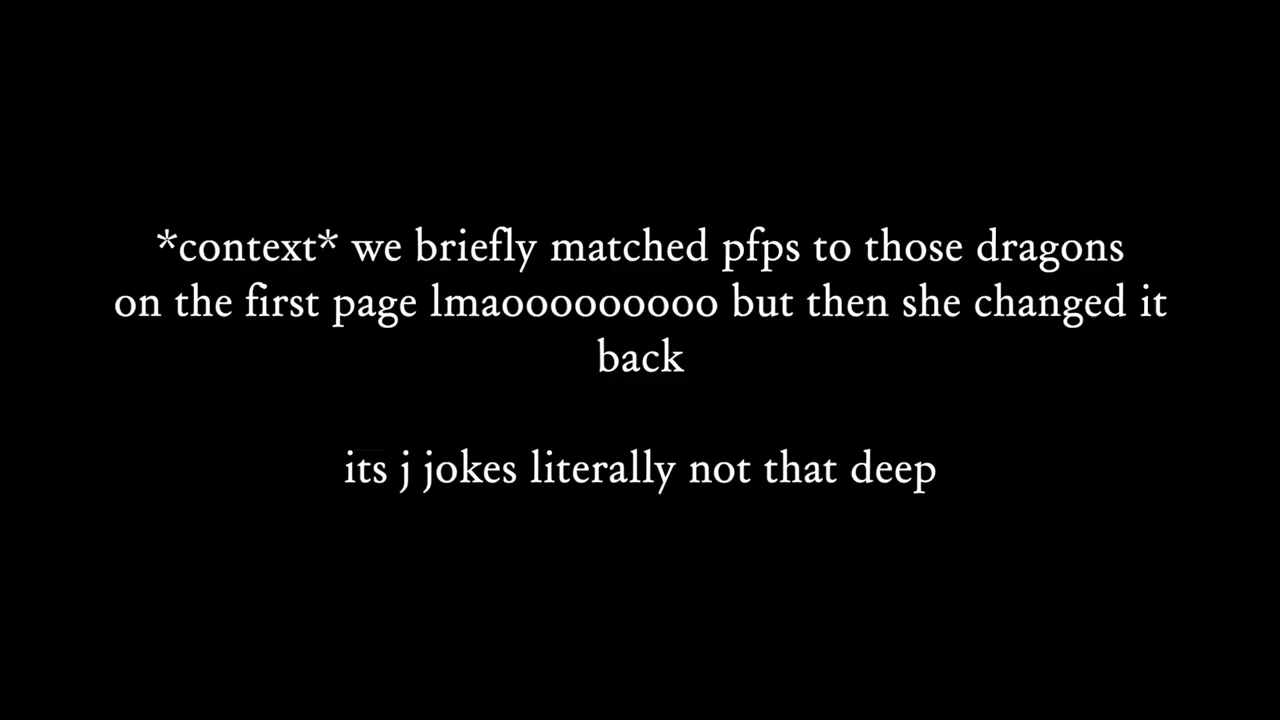 *context* we briefly matched pfps to those dragons
on the first page lmaooooooooo but then she changed it
back
its j jokes literally not that deep